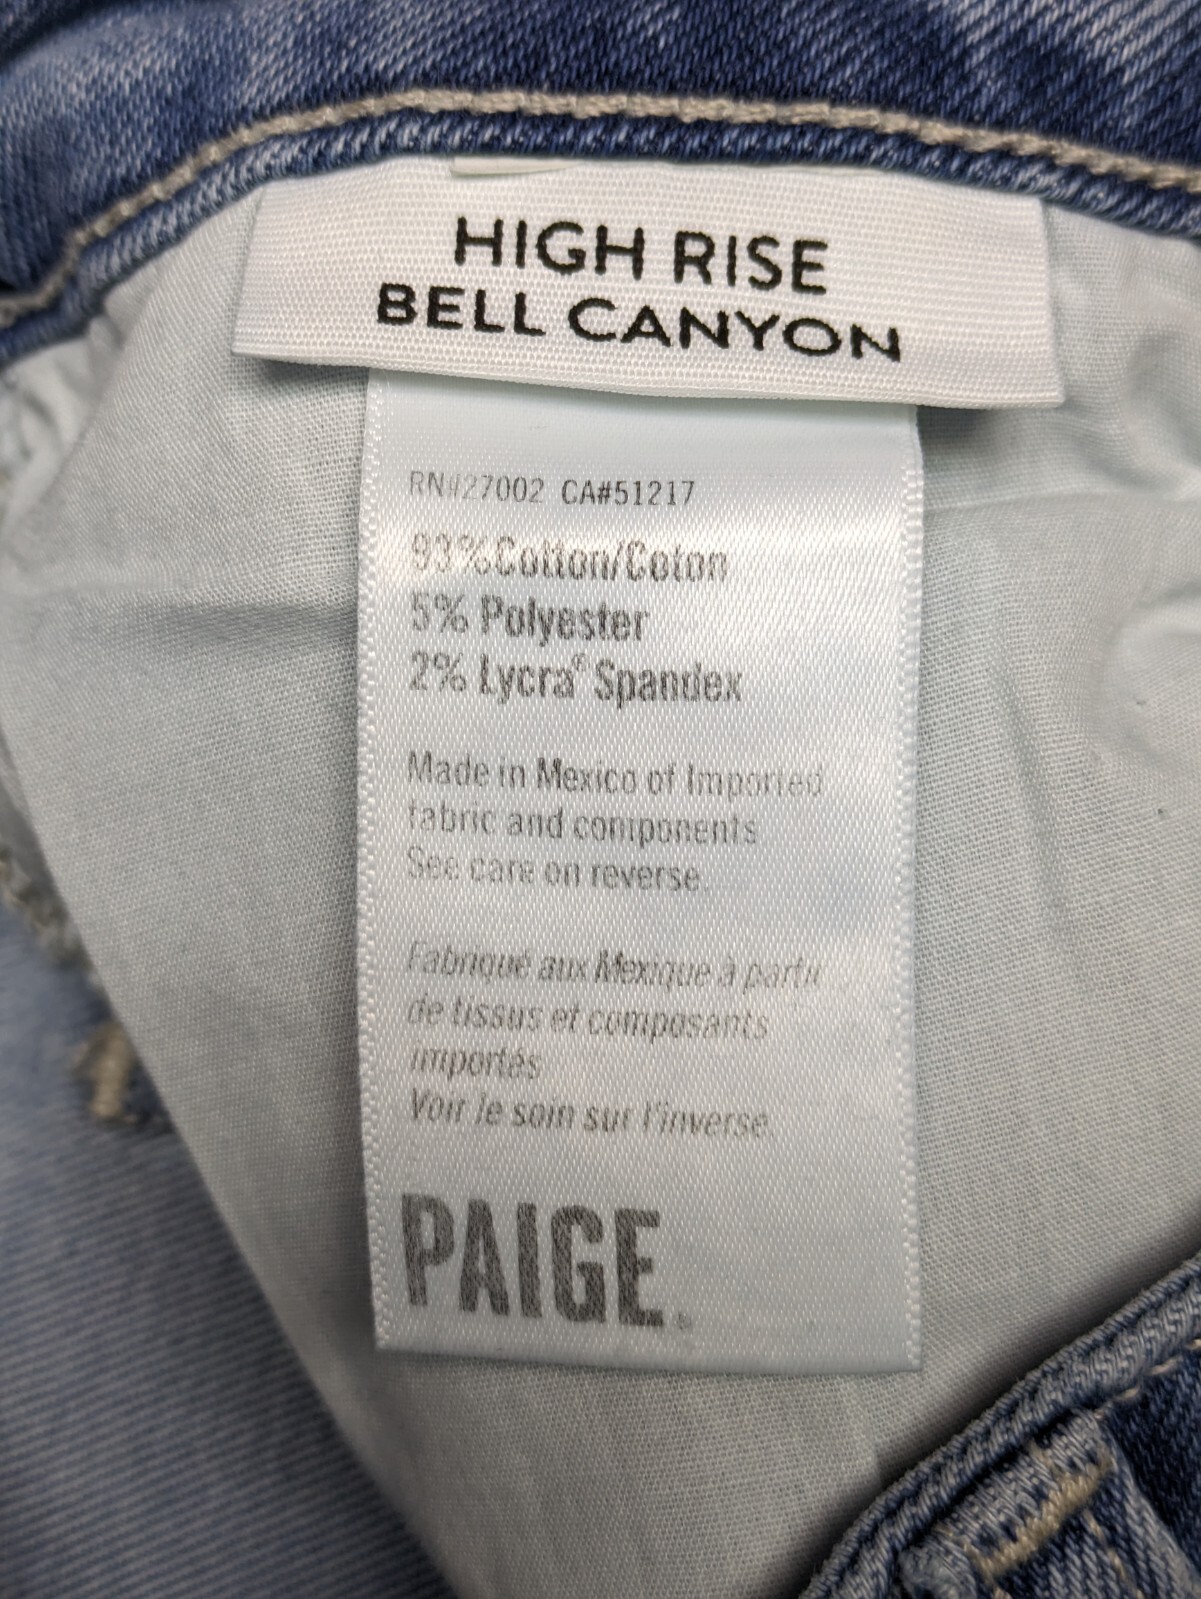 HIGH RISE
BELL CANYON
RN#27002 CA#51217
93%Cotton/Coton
5% Polyester
2% Lycra® Spandex
Made in Mexico of Imported
fabric and components
See care on reverse.
Fabriqué aux Mexique à partir
de tissus et composants
importés
Voir le soin sur l'inverse.
PAIGE